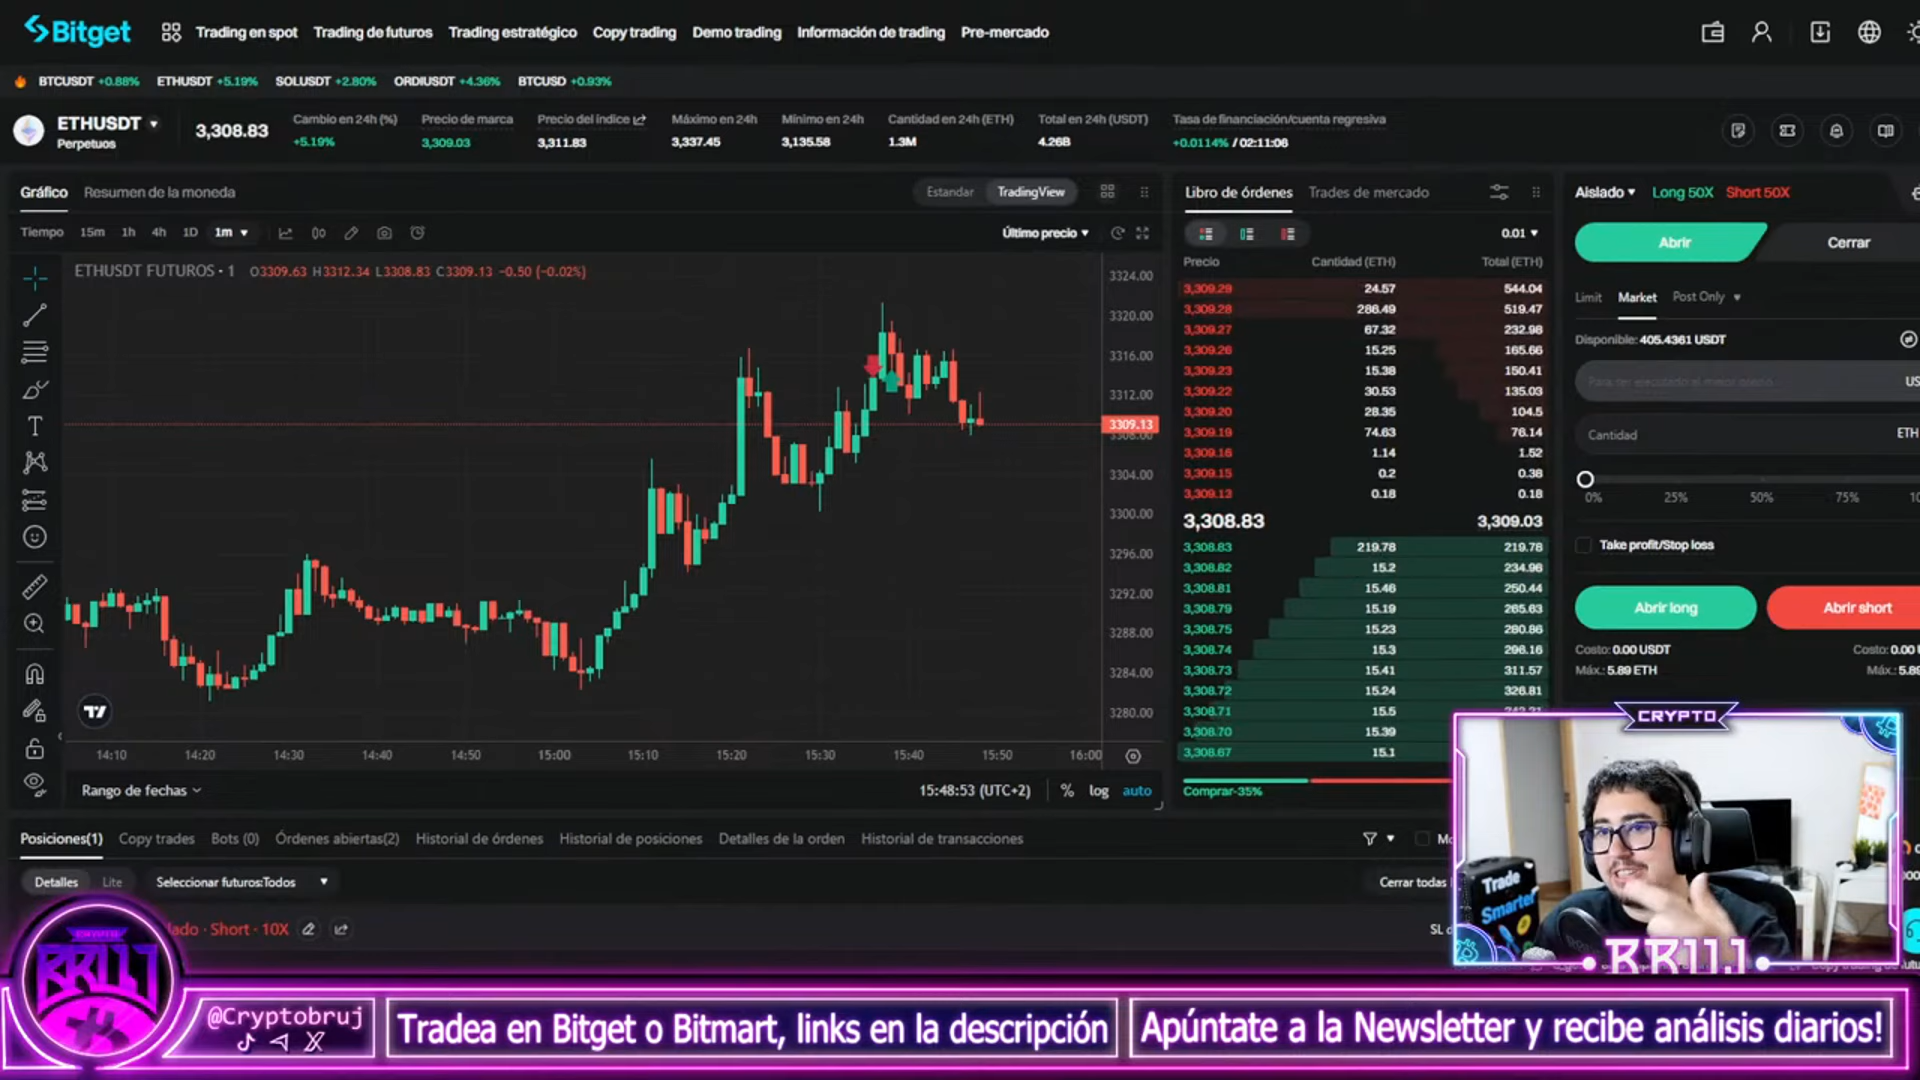 Bitget
Trading en spot Trading de futuros Trading estratégico Copy trading Demo trading Información de trading Pre-mercado
BTCUSDT +0.88% ETHUSDT +5.19% SOLUSDT +2.80% ORDIUSDT +4.36% BTCUSD +0.93%
ETHUSDT
Perpetuos
3,308.83
Cambio en 24h (%) Precio de marca Precio del índice Máximo en 24h Mínimo en 24h Cantidad en 24h (ETH) Total en 24h (USDT) Tasa de financiación/cuenta regresiva
+5.19% 3,309.03 3,311.83 3,337.45 3,135.58 1.3M 4.26B +0.0114% / 02:11:06
Gráfico Resumen de la moneda
Estandar TradingView
Tiempo 15m 1h 4h 1D 1m
Último precio
ETHUSDT FUTUROS · 1 O3309.63 H3312.34 L3308.83 C3309.13 -0.50 (-0.02%)
3324.00
3320.00
3316.00
3312.00
3309.13
3308.00
3304.00
3300.00
3296.00
3292.00
3288.00
3284.00
3280.00
14:10 14:20 14:30 14:40 14:50 15:00 15:10 15:20 15:30 15:40 15:50 16:00
Rango de fechas
15:48:53 (UTC+2) % log auto
Libro de órdenes Trades de mercado
0.01
Precio Cantidad (ETH) Total (ETH)
3,309.29 24.57 544.04
3,309.28 286.49 519.47
3,309.27 67.32 232.98
3,309.26 15.25 165.66
3,309.23 15.38 150.41
3,309.22 30.53 135.03
3,309.20 28.35 104.5
3,309.19 74.63 76.14
3,309.16 1.14 1.52
3,309.15 0.2 0.38
3,309.13 0.18 0.18
3,308.83 3,309.03
3,308.83 219.78 219.78
3,308.82 15.2 234.98
3,308.81 15.46 250.44
3,308.79 15.19 265.63
3,308.75 15.23 280.86
3,308.74 15.3 296.16
3,308.73 15.41 311.57
3,308.72 15.24 326.81
3,308.71 15.5
3,308.70 15.39
3,308.67 15.1
Comprar-35%
Aislado Long 50X Short 50X
Abrir Cerrar
Limit Market Post Only
Disponible: 405.4361 USDT
Cantidad ETH
0% 25% 50% 75%
Take profit/Stop loss
Abrir long Abrir short
Costo: 0.00 USDT Costo: 0.00
Máx.: 5.89 ETH Máx.: 5.89
Posiciones(1) Copy trades Bots (0) Órdenes abiertas(2) Historial de órdenes Historial de posiciones Detalles de la orden Historial de transacciones
Detalles Lite Seleccionar futuros:Todos
Cerrar todas
Short · 10X
SL
CRYPTO
Trade
Smarter
BRUJ
BRUJ
@Cryptobruj
Tradea en Bitget o Bitmart, links en la descripción
Apúntate a la Newsletter y recibe análisis diarios!